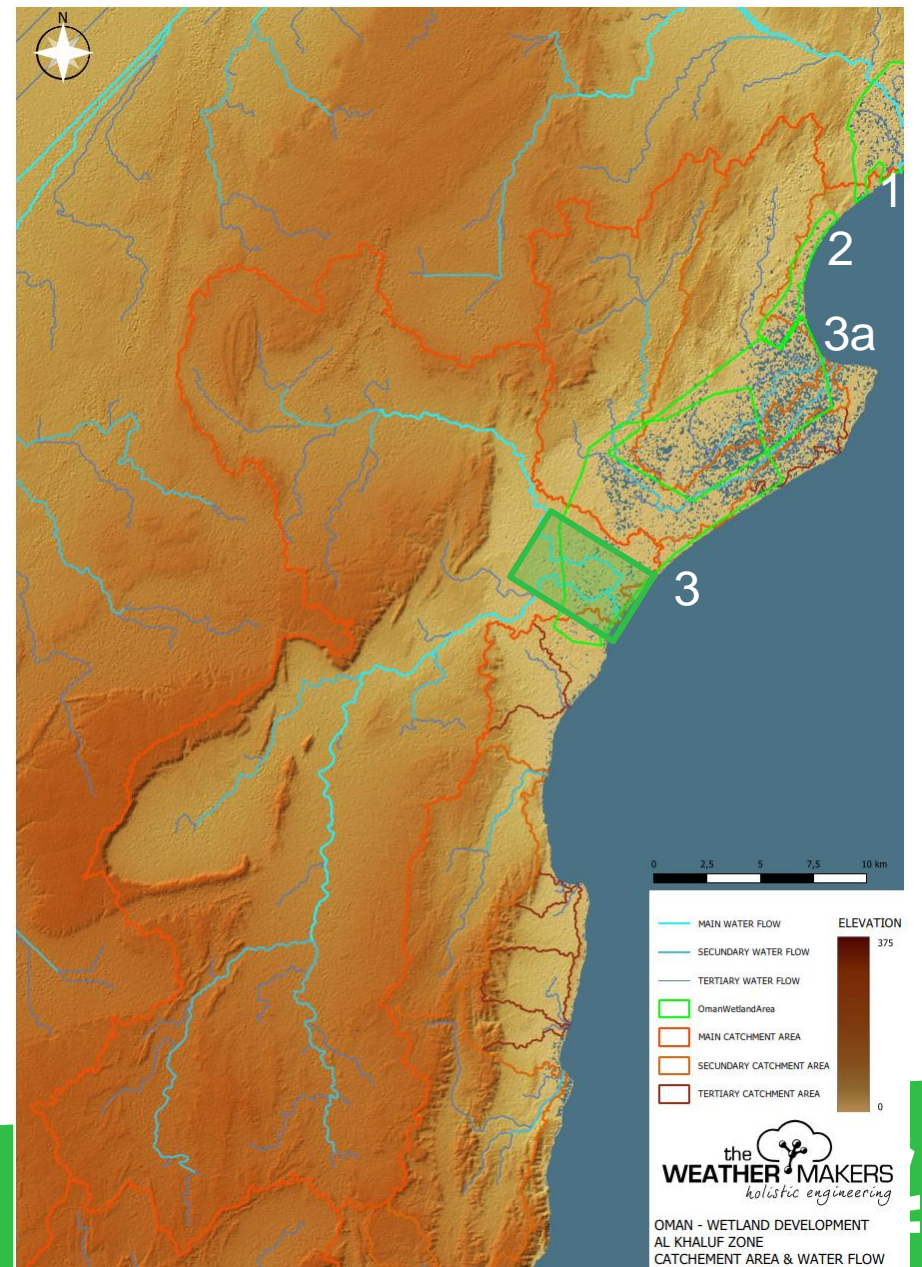 N
1
2
3a
3
0 2,5 5 7,5 10 km
MAIN WATER FLOW
SECUNDARY WATER FLOW
TERTIARY WATER FLOW
OmanWetlandArea
MAIN CATCHMENT AREA
SECUNDARY CATCHMENT AREA
TERTIARY CATCHMENT AREA
ELEVATION
375
0
the
WEATHER MAKERS
holistic engineering
OMAN - WETLAND DEVELOPMENT
AL KHALUF ZONE
CATCHEMENT AREA & WATER FLOW